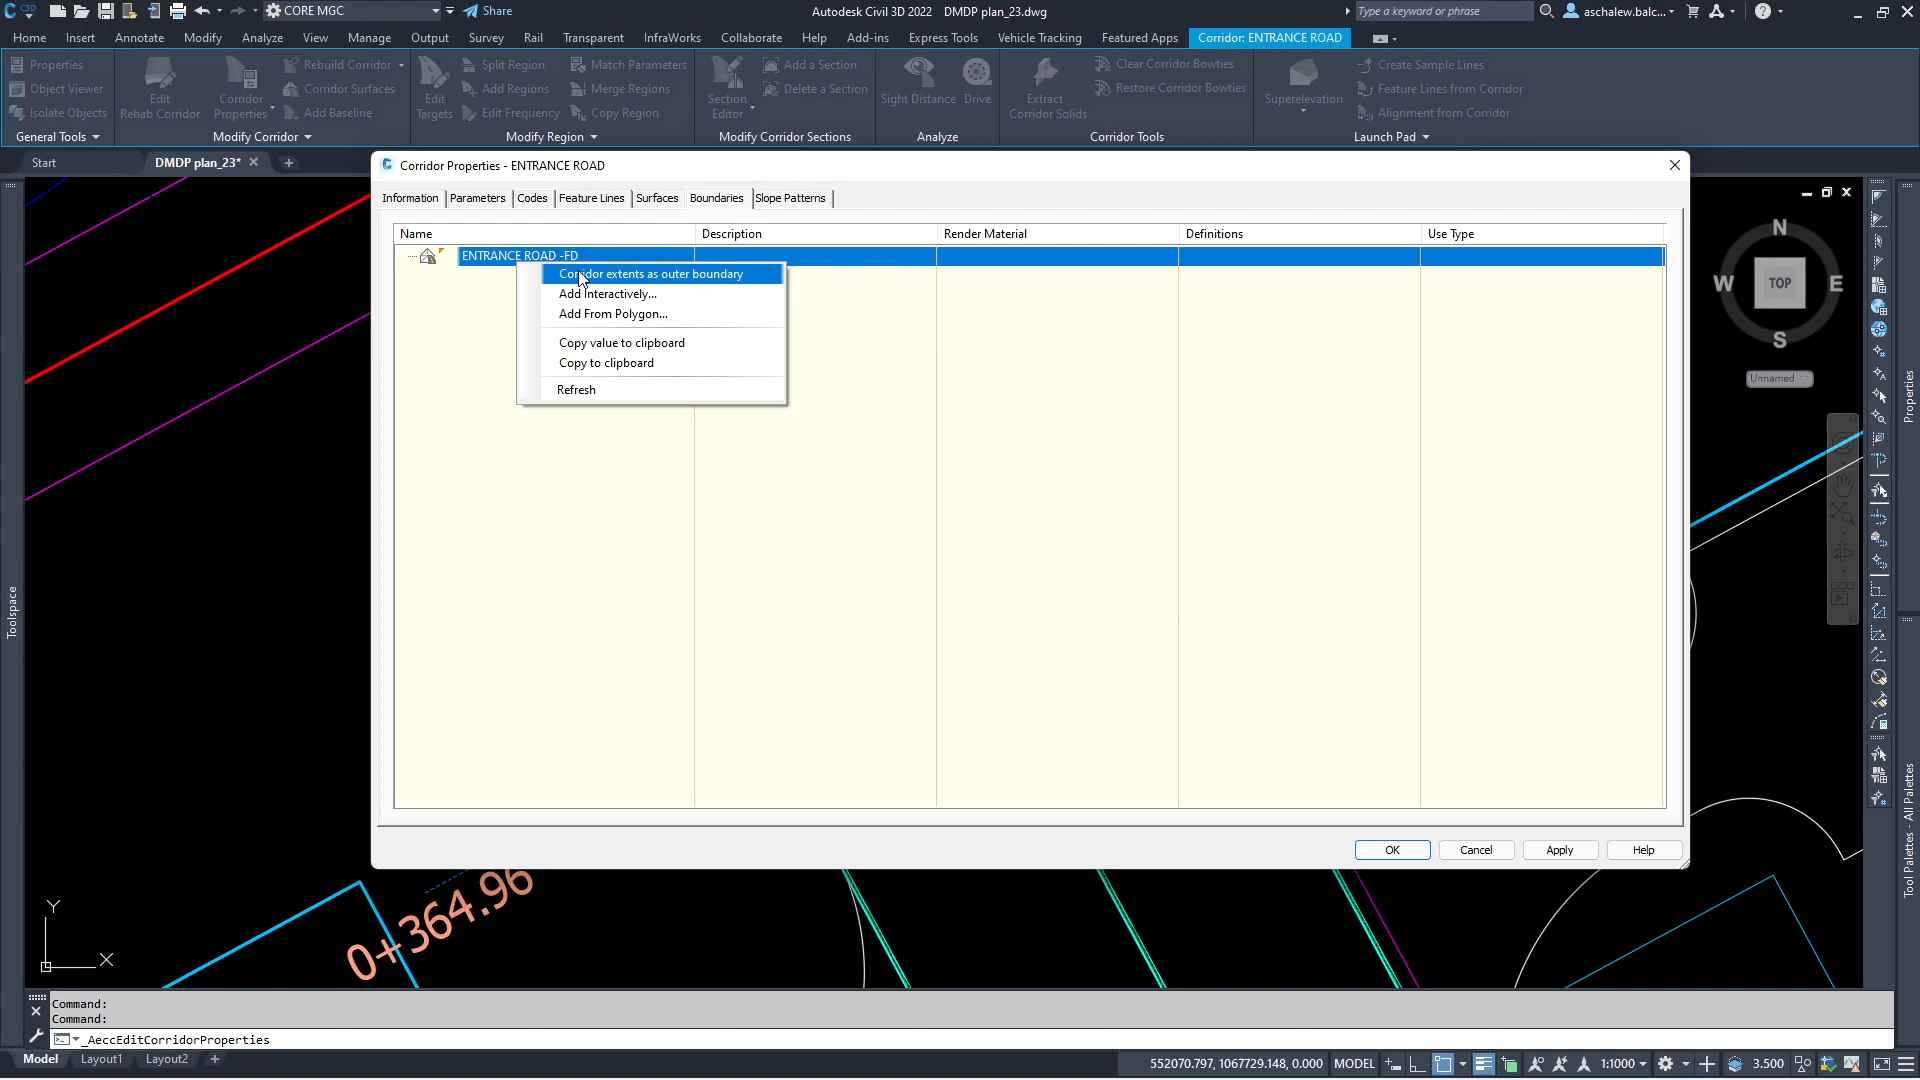 C3D CORE MGC Share Autodesk Civil 3D 2022 DMDP plan_23.dwg Type a keyword or phrase aschalew.balc...
Home Insert Annotate Modify Analyze View Manage Output Survey Rail Transparent InfraWorks Collaborate Help Add-ins Express Tools Vehicle Tracking Featured Apps Corridor: ENTRANCE ROAD
Properties
Object Viewer
Isolate Objects
General Tools
Edit
Rehab Corridor
Corridor
Properties
Rebuild Corridor
Corridor Surfaces
Add Baseline
Modify Corridor
Edit
Targets
Split Region
Add Regions
Edit Frequency
Match Parameters
Merge Regions
Copy Region
Modify Region
Section
Editor
Add a Section
Delete a Section
Modify Corridor Sections
Sight Distance Drive
Analyze
Extract
Corridor Solids
Clear Corridor Bowties
Restore Corridor Bowties
Corridor Tools
Superelevation
Create Sample Lines
Feature Lines from Corridor
Alignment from Corridor
Launch Pad
Start DMDP plan_23*
Corridor Properties - ENTRANCE ROAD
Information Parameters Codes Feature Lines Surfaces Boundaries Slope Patterns
Name Description Render Material Definitions Use Type
ENTRANCE ROAD -FD
Corridor extents as outer boundary
Add Interactively...
Add From Polygon...
Copy value to clipboard
Copy to clipboard
Refresh
OK Cancel Apply Help
N
W TOP E
S
Unnamed
Toolspace
Properties
Tool Palettes - All Palettes
0+364.96
Y
X
Command:
Command:
_AeccEditCorridorProperties
Model Layout1 Layout2 +
552070.797, 1067729.148, 0.000 MODEL 1:1000 3.500